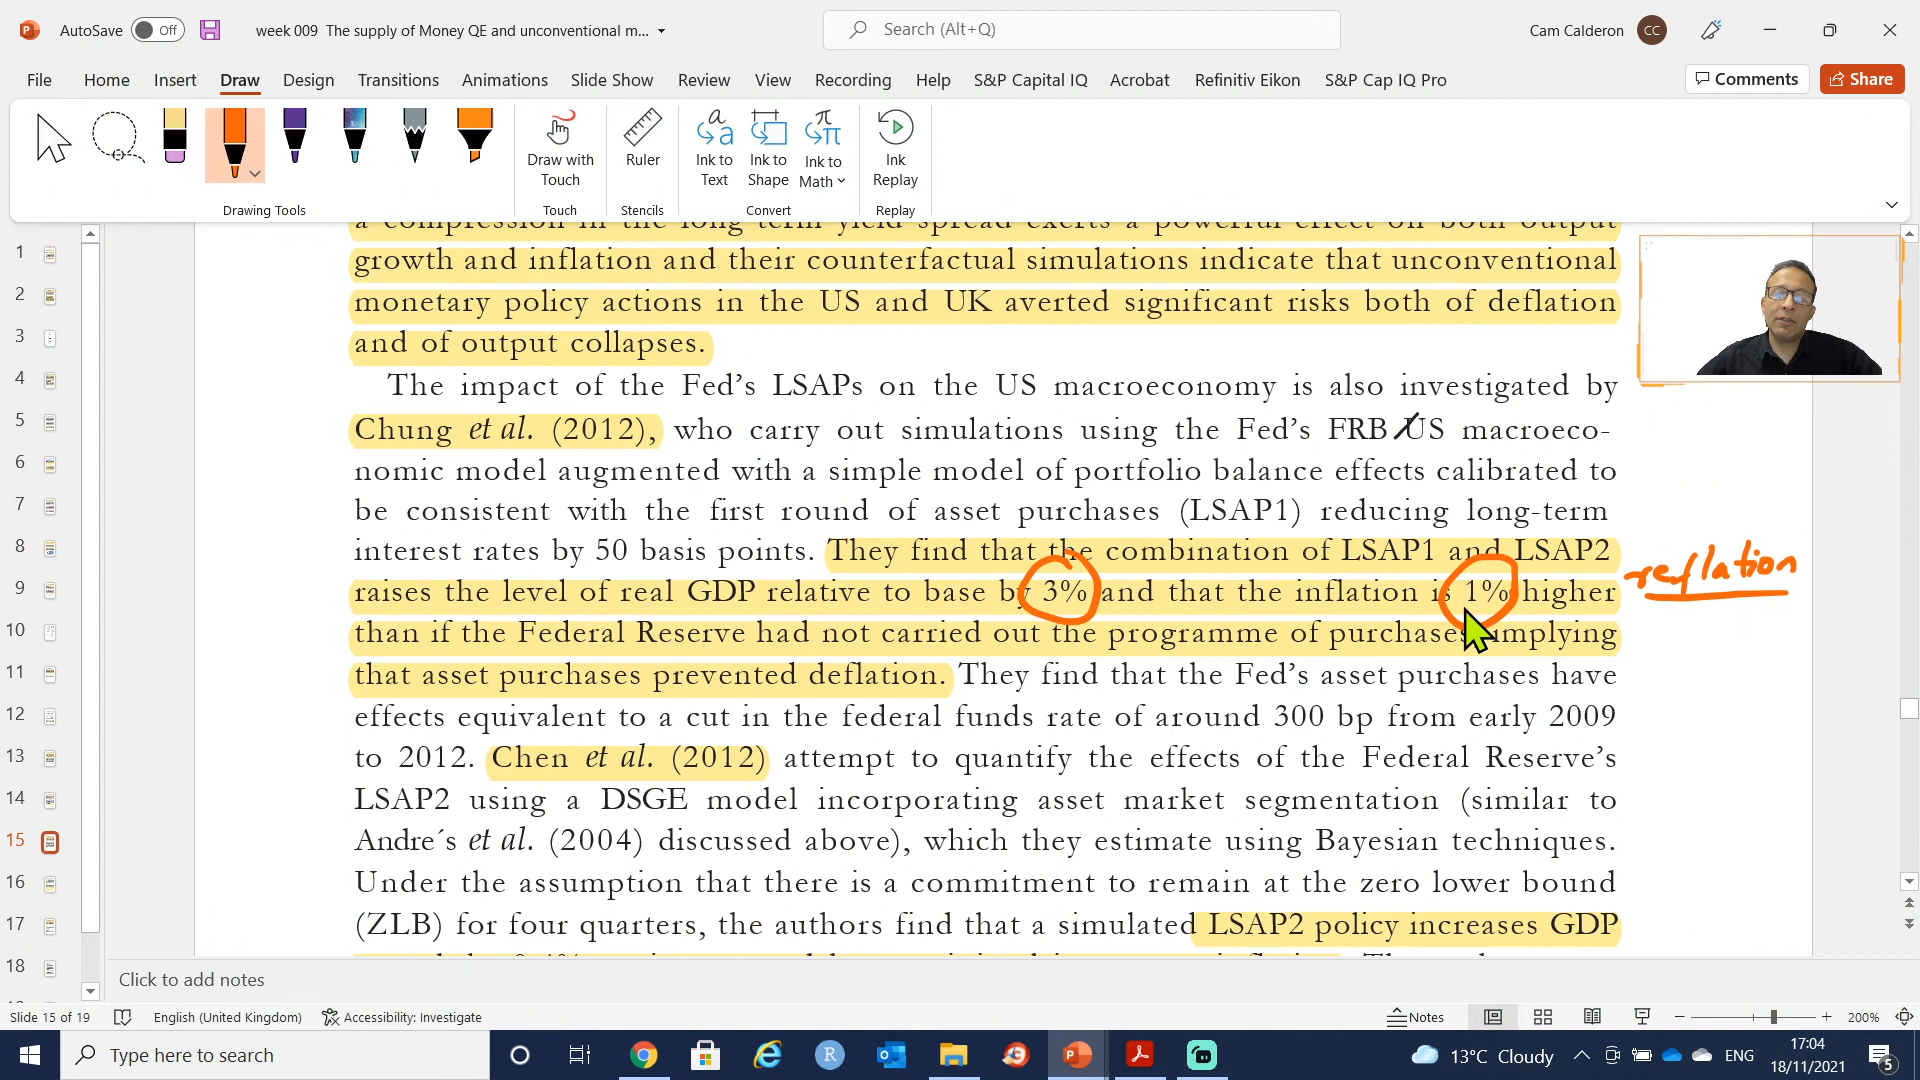 AutoSave Off week 009 The supply of Money QE and unconventional m... Search (Alt+Q) Cam Calderon CC
File Home Insert Draw Design Transitions Animations Slide Show Review View Recording Help S&P Capital IQ Acrobat Refinitiv Eikon S&P Cap IQ Pro Comments Share
Draw with Touch
Ruler
Ink to Text
Ink to Shape
Ink to Math
Ink Replay
Drawing Tools Touch Stencils Convert Replay
a compression in the long-term yield spread exerts a powerful effect on both output
growth and inflation and their counterfactual simulations indicate that unconventional
monetary policy actions in the US and UK averted significant risks both of deflation
and of output collapses.
The impact of the Fed's LSAPs on the US macroeconomy is also investigated by
Chung et al. (2012), who carry out simulations using the Fed's FRB/US macroeco-
nomic model augmented with a simple model of portfolio balance effects calibrated to
be consistent with the first round of asset purchases (LSAP1) reducing long-term
interest rates by 50 basis points. They find that the combination of LSAP1 and LSAP2
raises the level of real GDP relative to base by 3% and that the inflation is 1% higher
reflation
than if the Federal Reserve had not carried out the programme of purchases implying
that asset purchases prevented deflation. They find that the Fed's asset purchases have
effects equivalent to a cut in the federal funds rate of around 300 bp from early 2009
to 2012. Chen et al. (2012) attempt to quantify the effects of the Federal Reserve's
LSAP2 using a DSGE model incorporating asset market segmentation (similar to
Andre´s et al. (2004) discussed above), which they estimate using Bayesian techniques.
Under the assumption that there is a commitment to remain at the zero lower bound
(ZLB) for four quarters, the authors find that a simulated LSAP2 policy increases GDP
1
2
3
4
5
6
7
8
9
10
11
12
13
14
15
16
17
18
Click to add notes
Slide 15 of 19 English (United Kingdom) Accessibility: Investigate Notes 200%
Type here to search 13°C Cloudy ENG 17:04
18/11/2021 5